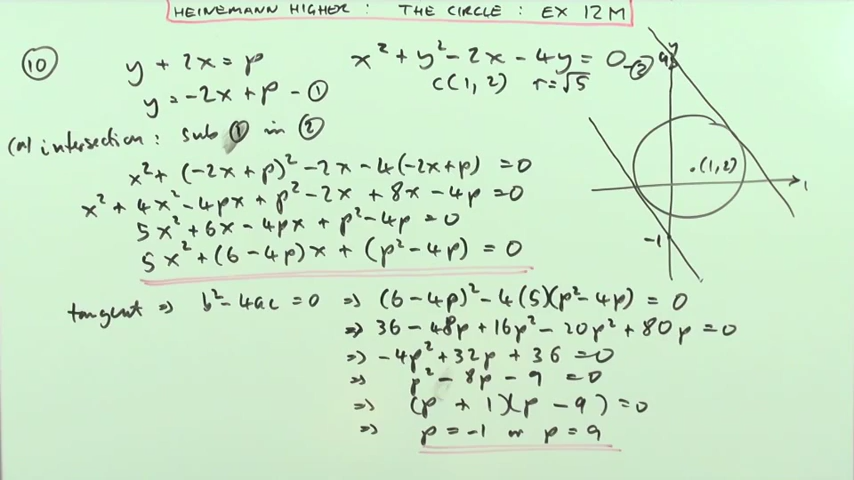 HEINEMANN HIGHER : THE CIRCLE : EX 12M
10
y + 2x = p
x² + y² - 2x - 4y = 0 - ②
y = -2x + p - ①
C(1, 2) r = √5
(a) intersection : sub ① in ②
x² + (-2x + p)² - 2x - 4(-2x + p) = 0
x² + 4x² - 4px + p² - 2x + 8x - 4p = 0
5x² + 6x - 4px + p² - 4p = 0
5x² + (6 - 4p)x + (p² - 4p) = 0
tangent ⇒ b² - 4ac = 0 ⇒ (6 - 4p)² - 4(5)(p² - 4p) = 0
⇒ 36 - 48p + 16p² - 20p² + 80p = 0
⇒ -4p² + 32p + 36 = 0
⇒ p² - 8p - 9 = 0
⇒ (p + 1)(p - 9) = 0
⇒ p = -1 or p = 9
y
9
.(1,2)
-1